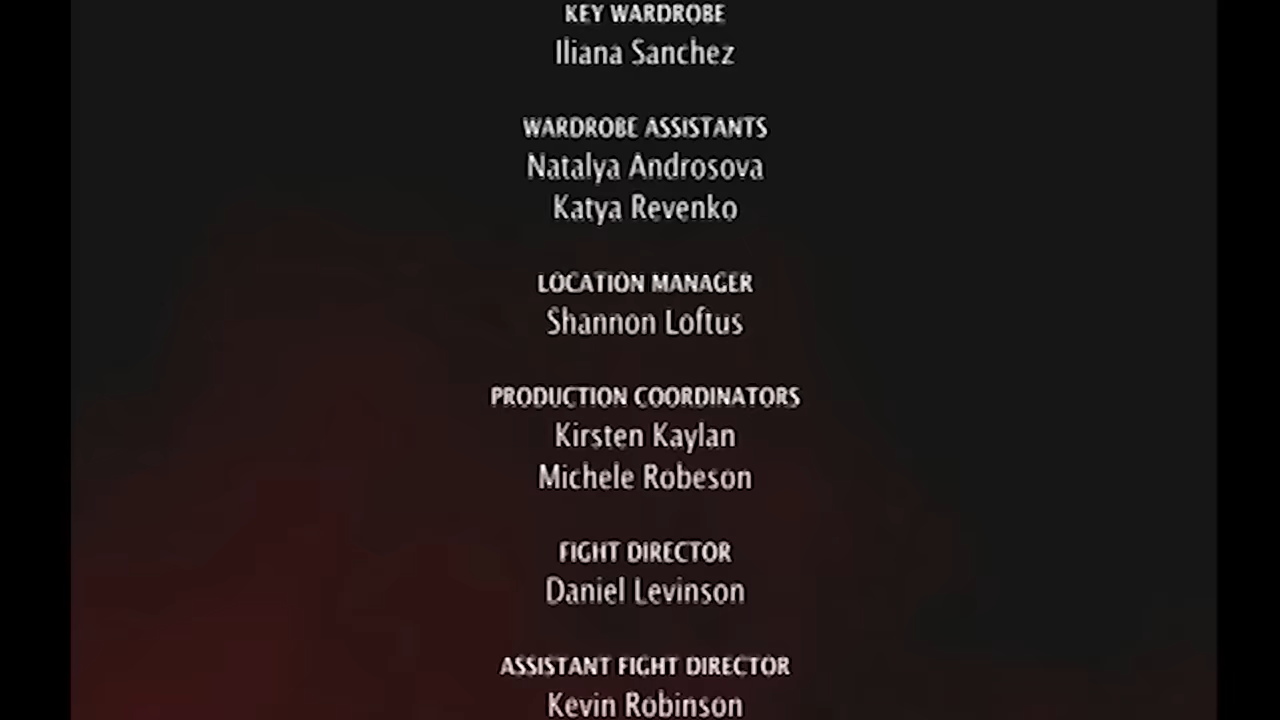 KEY WARDROBE
Iliana Sanchez
WARDROBE ASSISTANTS
Natalya Androsova
Katya Revenko
LOCATION MANAGER
Shannon Loftus
PRODUCTION COORDINATORS
Kirsten Kaylan
Michele Robeson
FIGHT DIRECTOR
Daniel Levinson
ASSISTANT FIGHT DIRECTOR
Kevin Robinson